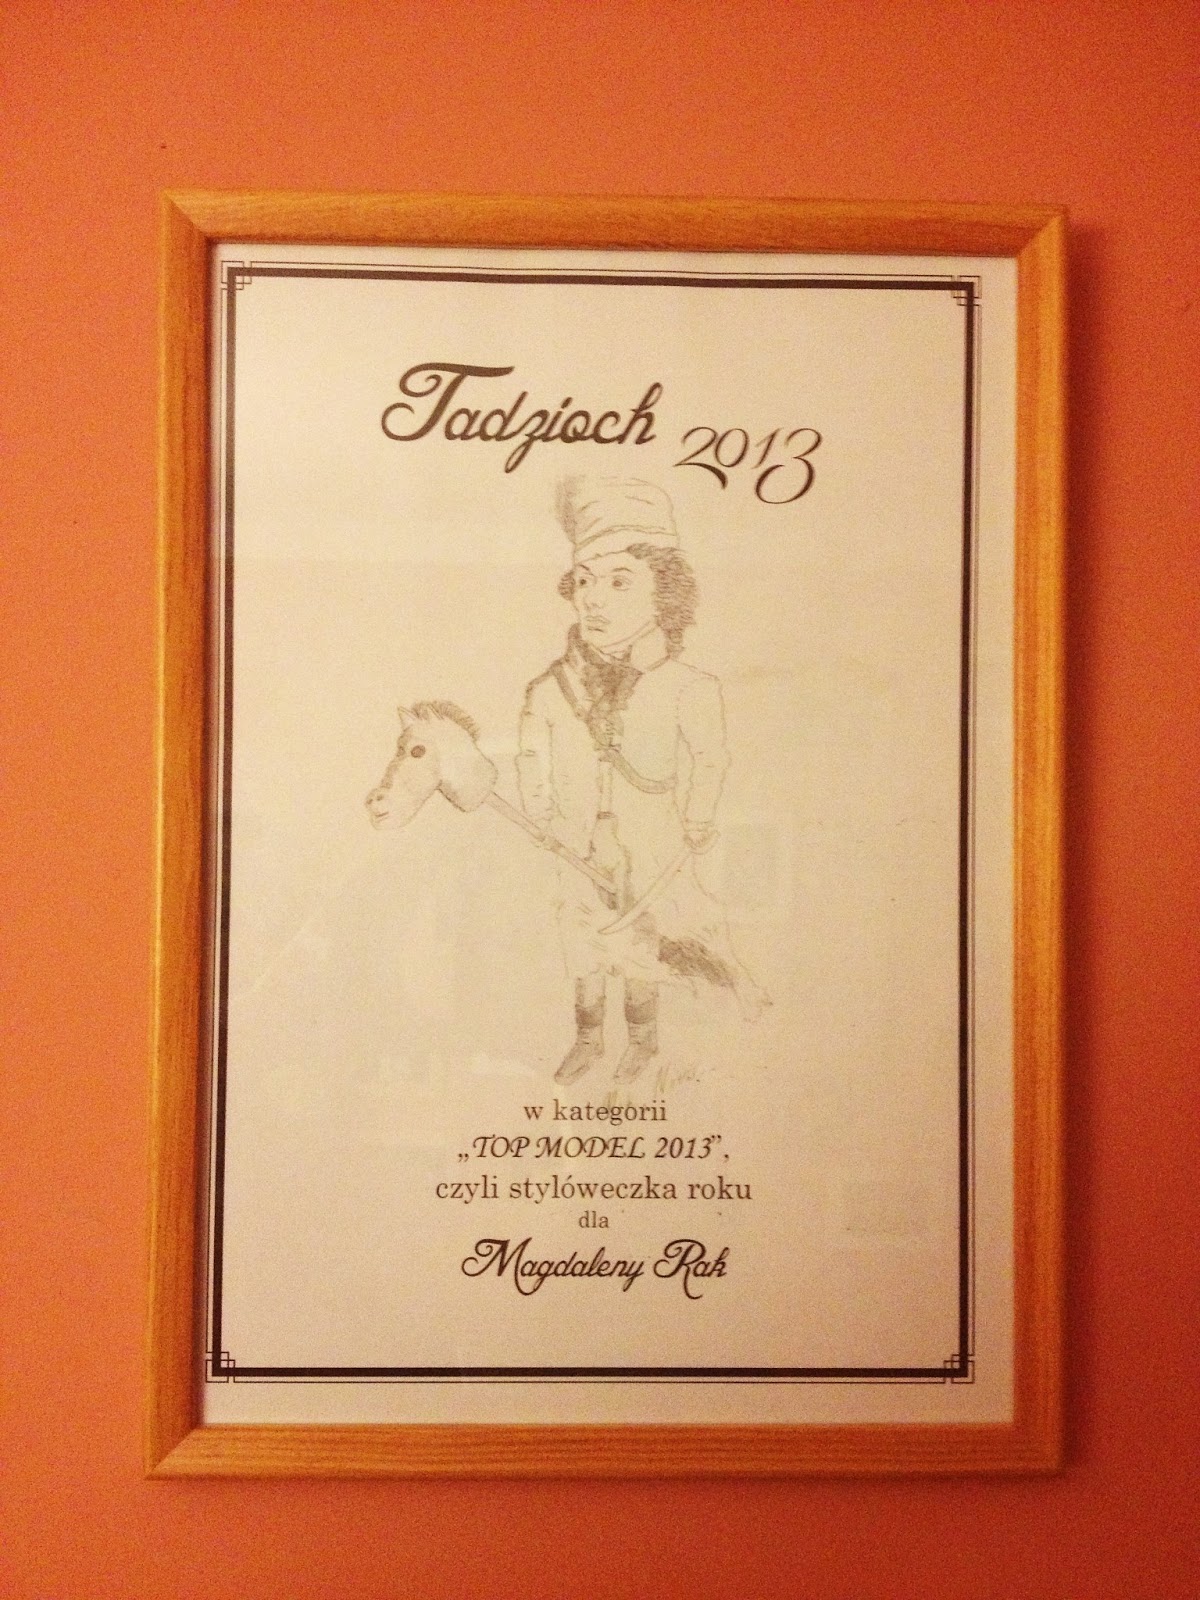 Tadzioch 2013
w kategorii
„TOP MODEL 2013”,
czyli stylóweczka roku
dla
Magdaleny Rak